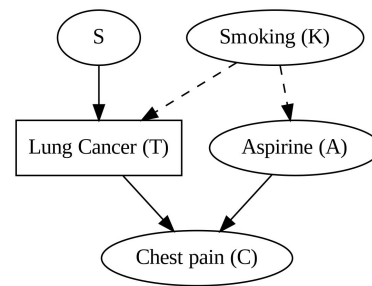 S
Smoking (K)
Lung Cancer (T)
Aspirine (A)
Chest pain (C)